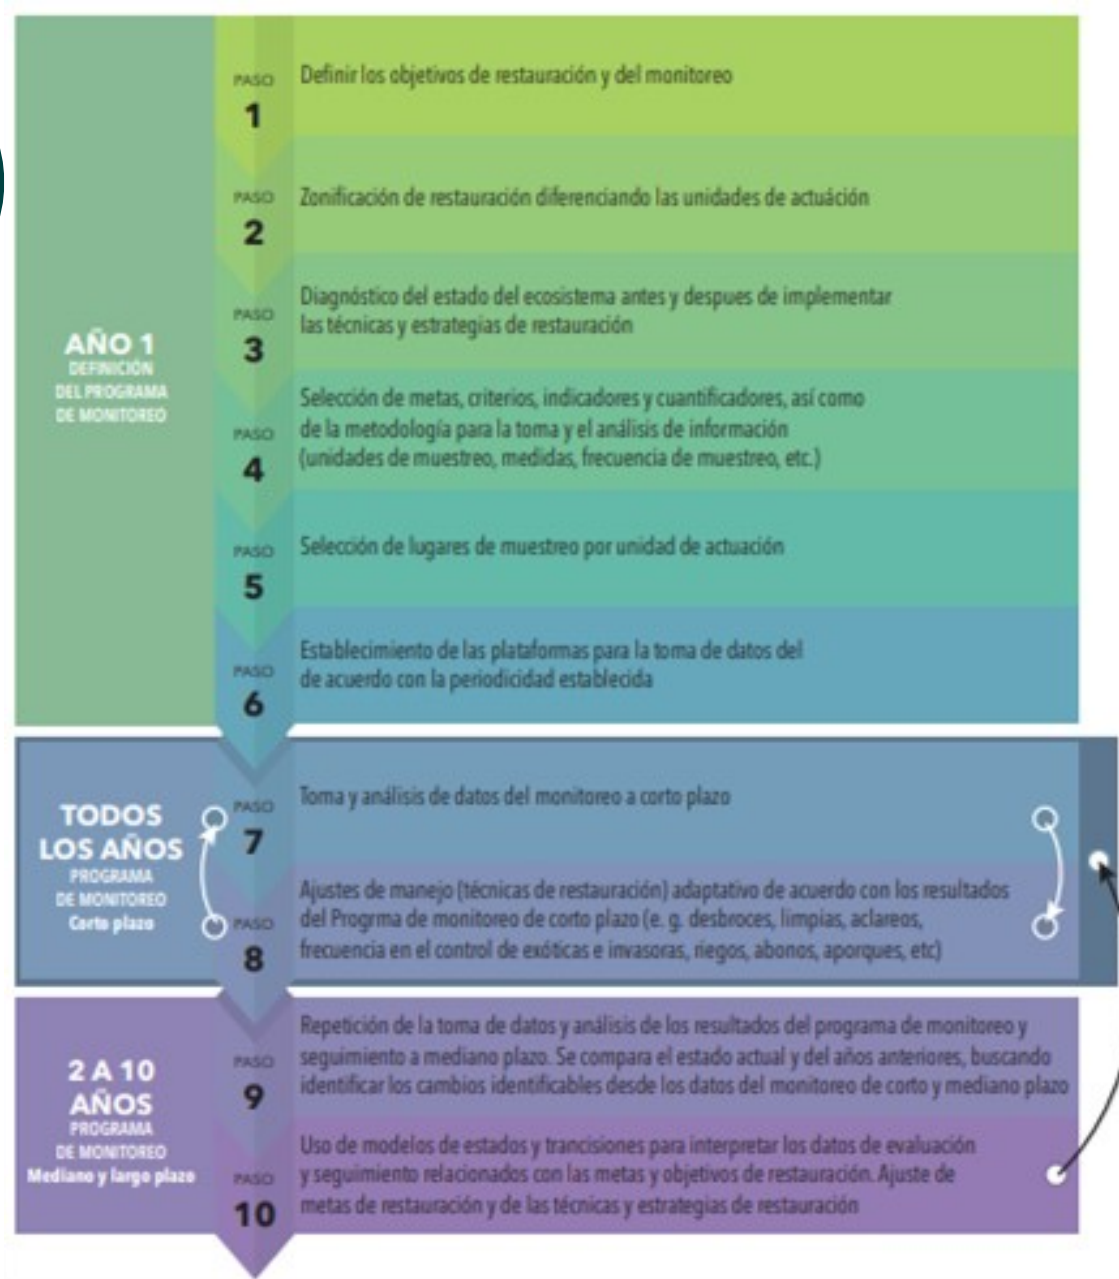 AÑO 1
DEFINICIÓN
DEL PROGRAMA
DE MONITOREO
PASO
1
Definir los objetivos de restauración y del monitoreo
PASO
2
Zonificación de restauración diferenciando las unidades de actuáción
PASO
3
Diagnóstico del estado del ecosistema antes y despues de implementar
las técnicas y estrategias de restauración
PASO
4
Selección de metas, criterios, indicadores y cuantificadores, así como
de la metodología para la toma y el análisis de información
(unidades de muestreo, medidas, frecuencia de muestreo, etc.)
PASO
5
Selección de lugares de muestreo por unidad de actuación
PASO
6
Establecimiento de las plataformas para la toma de datos del
de acuerdo con la periodicidad establecida
TODOS
LOS AÑOS
PROGRAMA
DE MONITOREO
Corto plazo
PASO
7
Toma y análisis de datos del monitoreo a corto plazo
PASO
8
Ajustes de manejo (técnicas de restauración) adaptativo de acuerdo con los resultados
del Progrma de monitoreo de corto plazo (e. g. desbroces, limpias, aclareos,
frecuencia en el control de exóticas e invasoras, riegos, abonos, aporques, etc)
2 A 10
AÑOS
PROGRAMA
DE MONITOREO
Mediano y largo plazo
PASO
9
Repetición de la toma de datos y análisis de los resultados del programa de monitoreo y
seguimiento a mediano plazo. Se compara el estado actual y del años anteriores, buscando
identificar los cambios identificables desde los datos del monitoreo de corto y mediano plazo
PASO
10
Uso de modelos de estados y trancisiones para interpretar los datos de evaluación
y seguimiento relacionados con las metas y objetivos de restauración. Ajuste de
metas de restauración y de las técnicas y estrategias de restauración